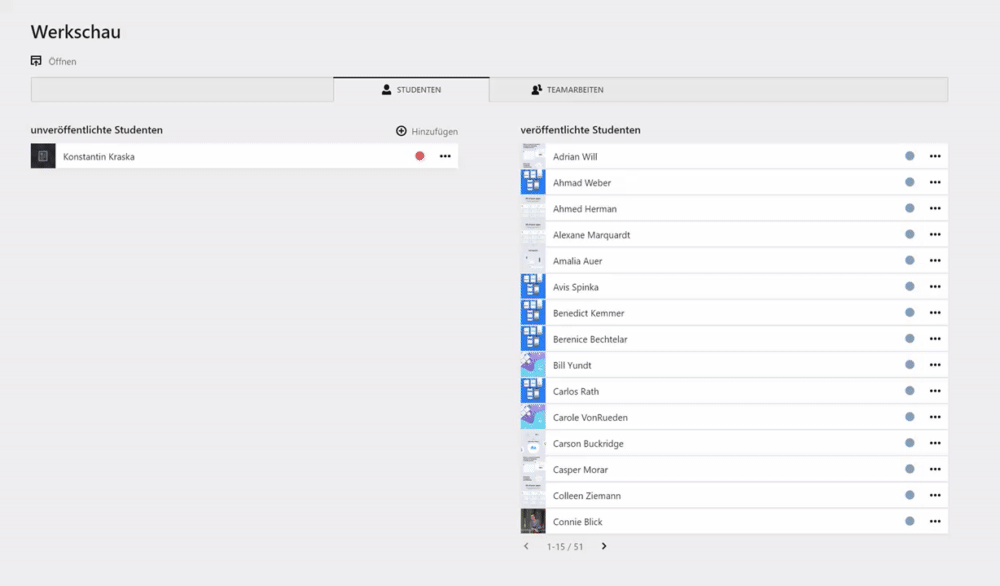 Werkschau
Öffnen
STUDENTEN
TEAMARBEITEN
unveröffentlichte Studenten
Hinzufügen
Konstantin Kraska
veröffentlichte Studenten
Adrian Will
Ahmad Weber
Ahmed Herman
Alexane Marquardt
Amalia Auer
Avis Spinka
Benedict Kemmer
Berenice Bechtelar
Bill Yundt
Carlos Rath
Carole VonRueden
Carson Buckridge
Casper Morar
Colleen Ziemann
Connie Blick
1-15 / 51